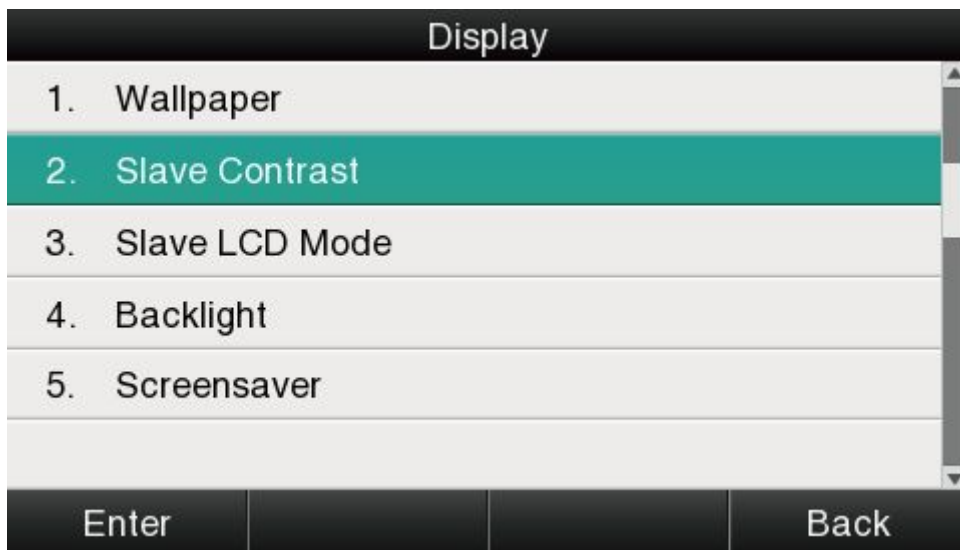 Display
1. Wallpaper
2. Slave Contrast
3. Slave LCD Mode
4. Backlight
5. Screensaver
Enter Back